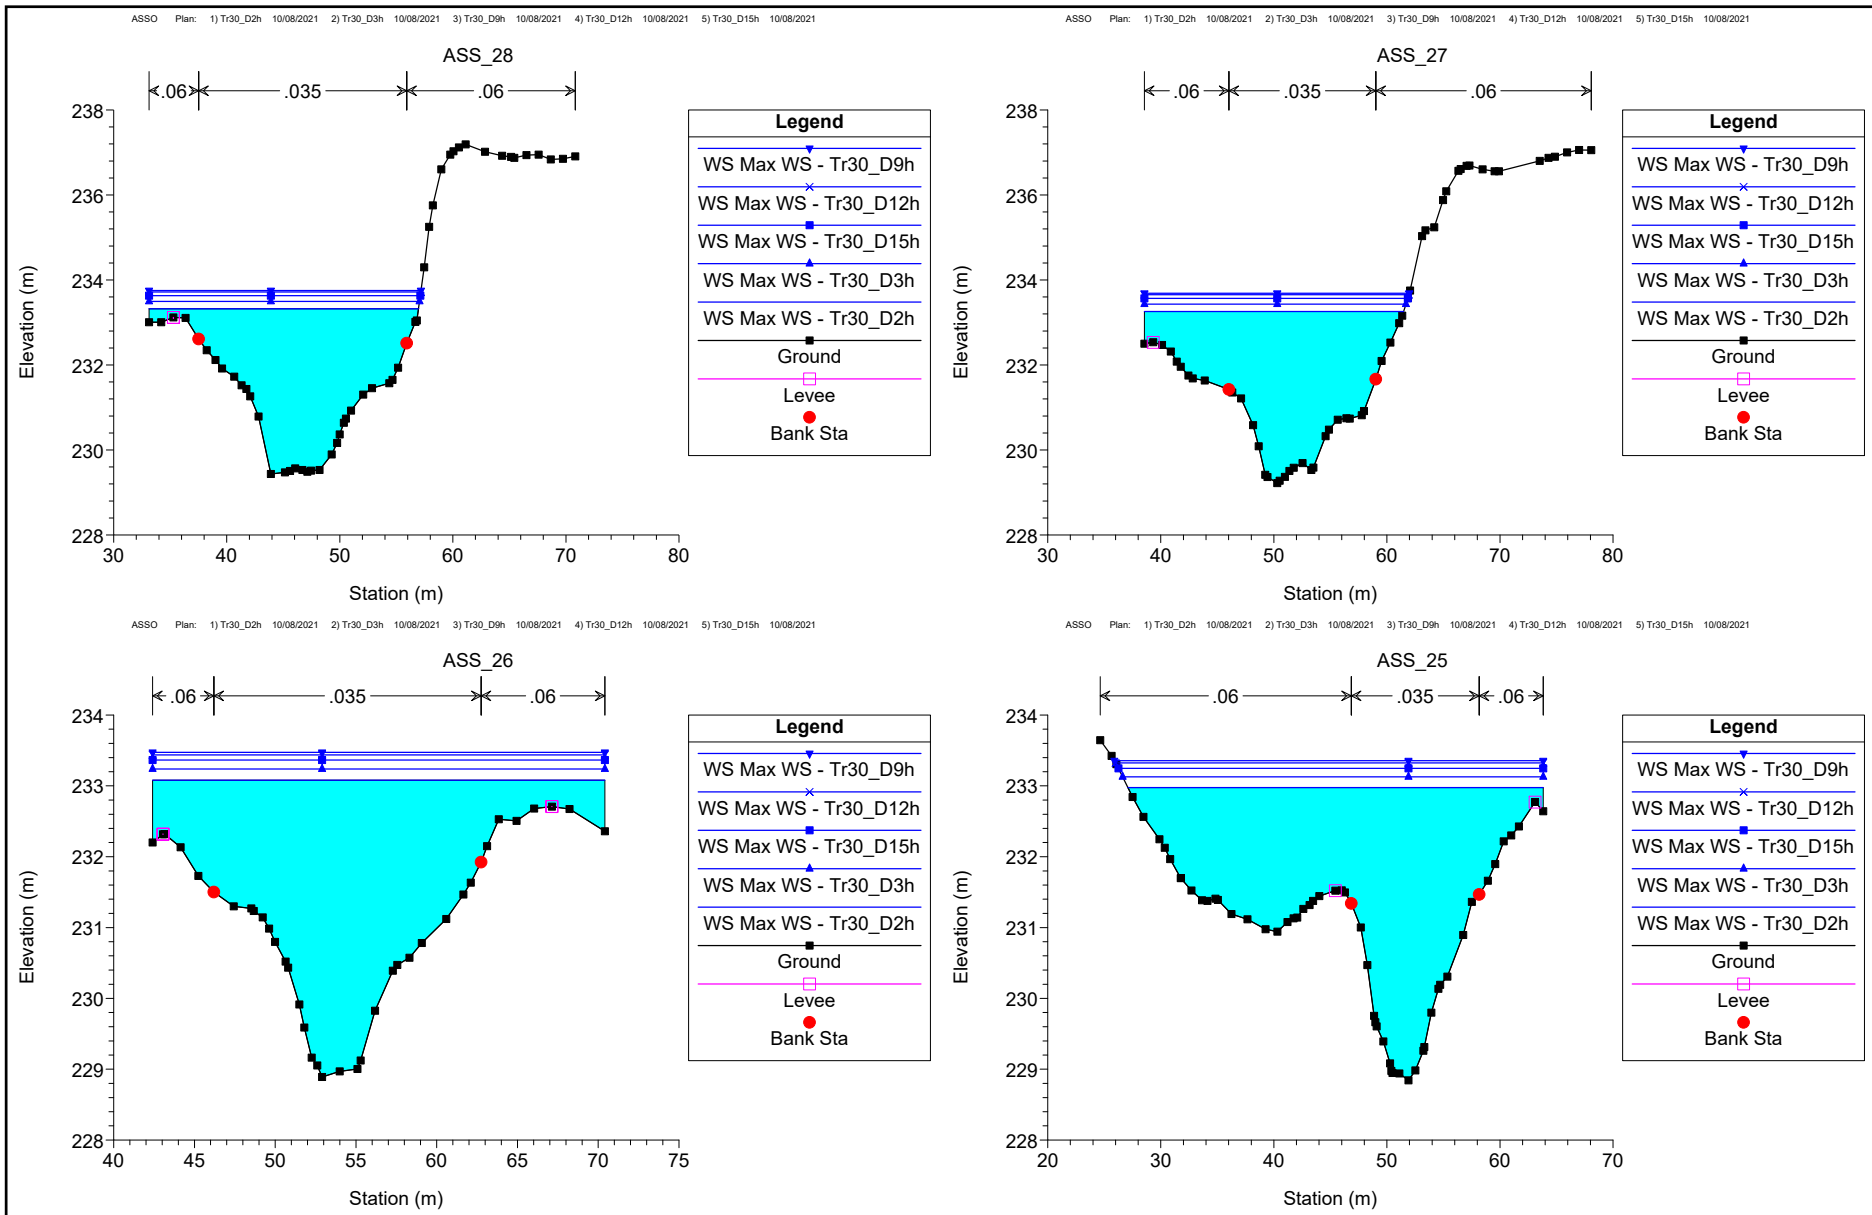 ASSO Plan: 1) Tr30_D2h 10/08/2021 2) Tr30_D3h 10/08/2021 3) Tr30_D9h 10/08/2021 4) Tr30_D12h 10/08/2021 5) Tr30_D15h 10/08/2021
ASS_28
.06 .035 .06
238
236
234
232
230
228
30 40 50 60 70 80
Elevation (m)
Station (m)
Legend
WS Max WS - Tr30_D9h
WS Max WS - Tr30_D12h
WS Max WS - Tr30_D15h
WS Max WS - Tr30_D3h
WS Max WS - Tr30_D2h
Ground
Levee
Bank Sta
ASSO Plan: 1) Tr30_D2h 10/08/2021 2) Tr30_D3h 10/08/2021 3) Tr30_D9h 10/08/2021 4) Tr30_D12h 10/08/2021 5) Tr30_D15h 10/08/2021
ASS_27
.06 .035 .06
238
236
234
232
230
228
30 40 50 60 70 80
Elevation (m)
Station (m)
Legend
WS Max WS - Tr30_D9h
WS Max WS - Tr30_D12h
WS Max WS - Tr30_D15h
WS Max WS - Tr30_D3h
WS Max WS - Tr30_D2h
Ground
Levee
Bank Sta
ASSO Plan: 1) Tr30_D2h 10/08/2021 2) Tr30_D3h 10/08/2021 3) Tr30_D9h 10/08/2021 4) Tr30_D12h 10/08/2021 5) Tr30_D15h 10/08/2021
ASS_26
.06 .035 .06
234
233
232
231
230
229
228
40 45 50 55 60 65 70 75
Elevation (m)
Station (m)
Legend
WS Max WS - Tr30_D9h
WS Max WS - Tr30_D12h
WS Max WS - Tr30_D15h
WS Max WS - Tr30_D3h
WS Max WS - Tr30_D2h
Ground
Levee
Bank Sta
ASSO Plan: 1) Tr30_D2h 10/08/2021 2) Tr30_D3h 10/08/2021 3) Tr30_D9h 10/08/2021 4) Tr30_D12h 10/08/2021 5) Tr30_D15h 10/08/2021
ASS_25
.06 .035 .06
234
233
232
231
230
229
228
20 30 40 50 60 70
Elevation (m)
Station (m)
Legend
WS Max WS - Tr30_D9h
WS Max WS - Tr30_D12h
WS Max WS - Tr30_D15h
WS Max WS - Tr30_D3h
WS Max WS - Tr30_D2h
Ground
Levee
Bank Sta